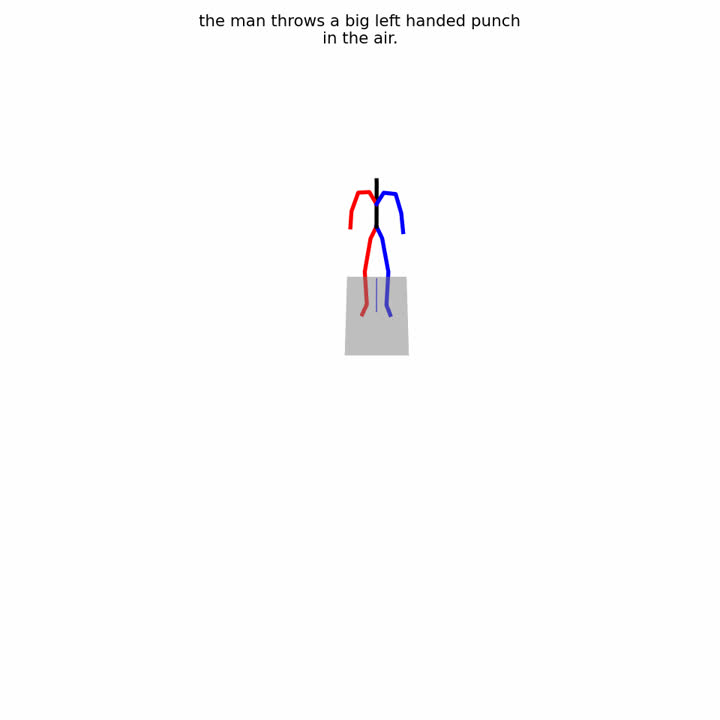 the man throws a big left handed punch
in the air.